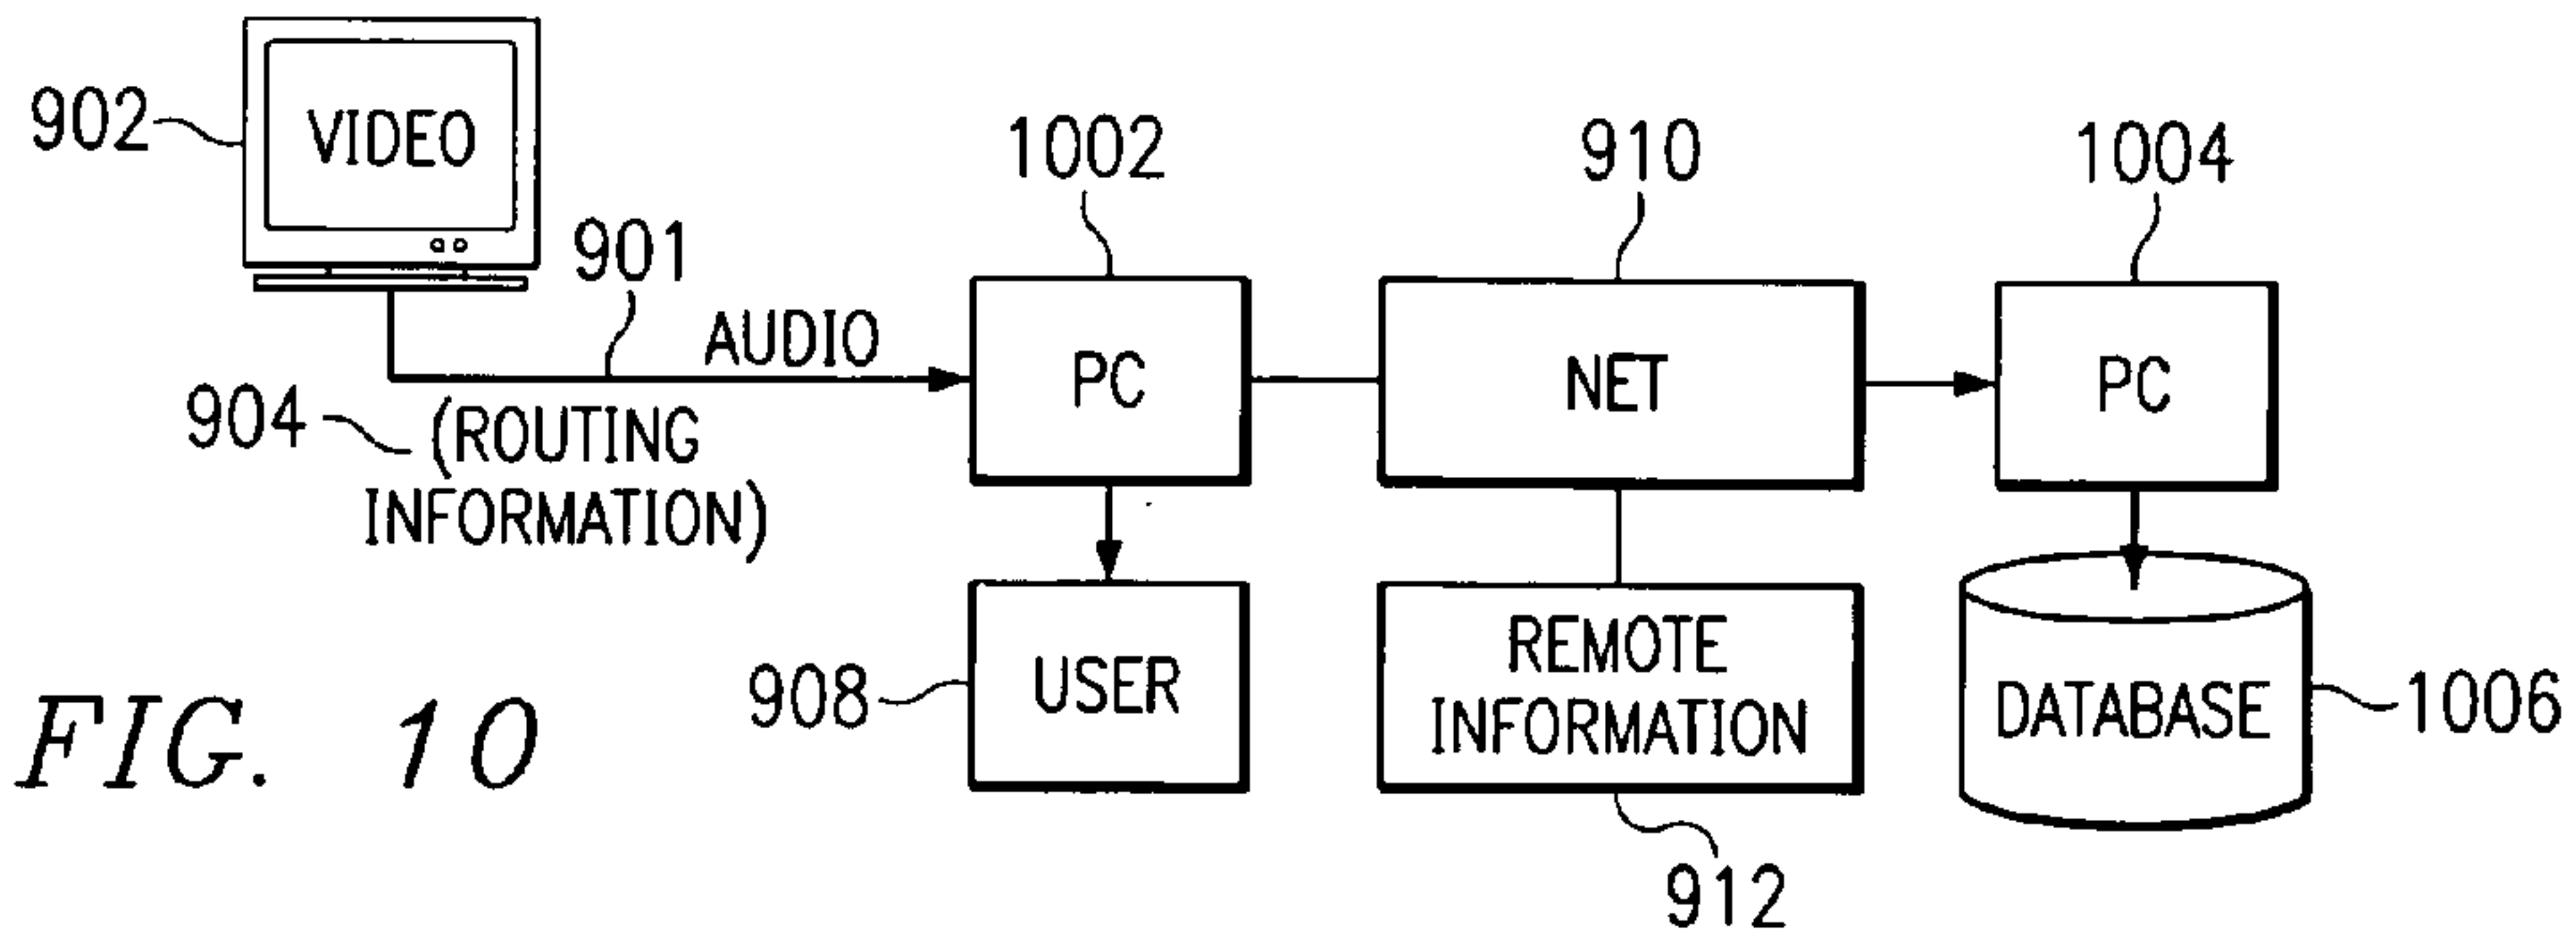 902
VIDEO
901
AUDIO
904
(ROUTING
INFORMATION)
1002
PC
910
NET
1004
PC
908
USER
REMOTE
INFORMATION
912
DATABASE
1006
FIG. 10